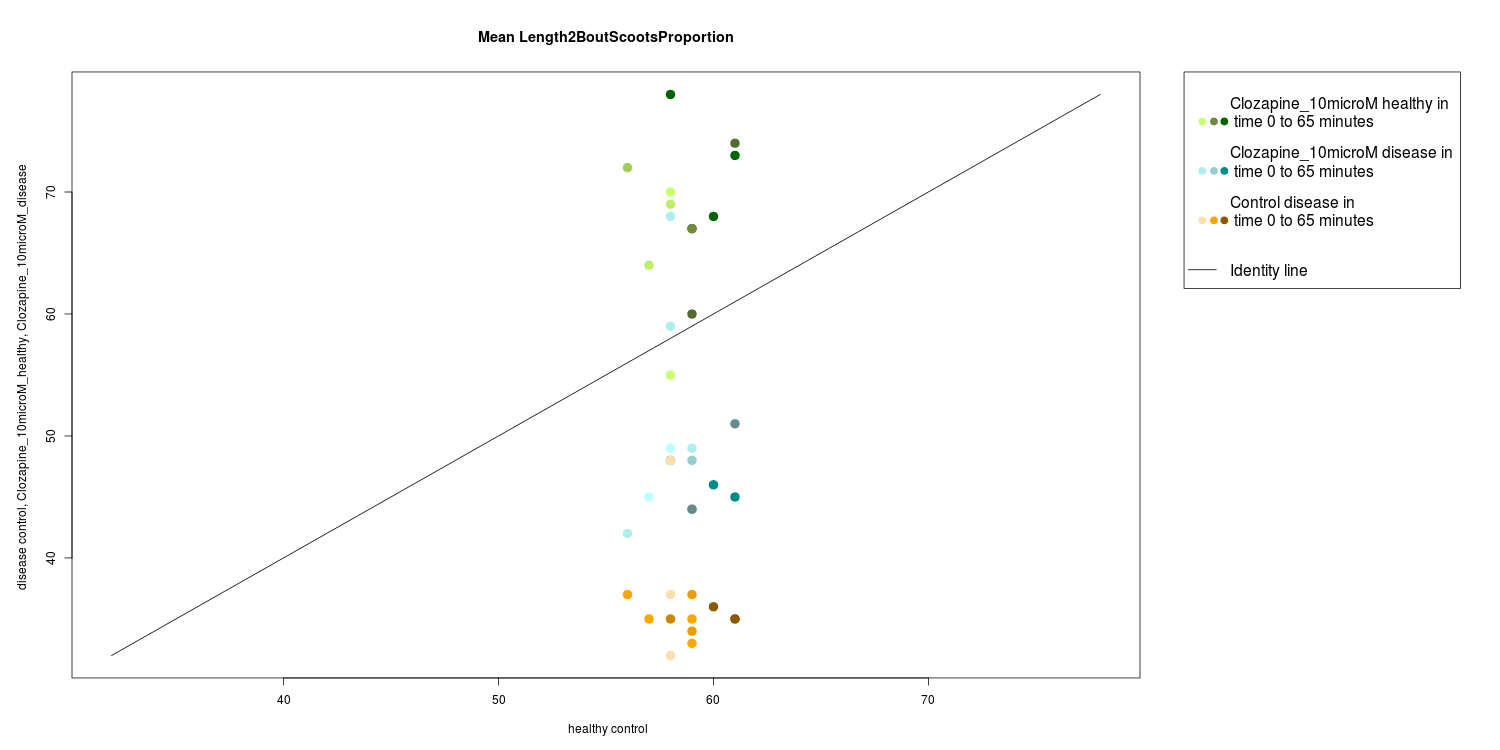 Mean Length2BoutScootsProportion
disease control, Clozapine_10microM_healthy, Clozapine_10microM_disease
70
60
50
40
40
50
60
70
healthy control
Clozapine_10microM healthy in
time 0 to 65 minutes
Clozapine_10microM disease in
time 0 to 65 minutes
Control disease in
time 0 to 65 minutes
Identity line